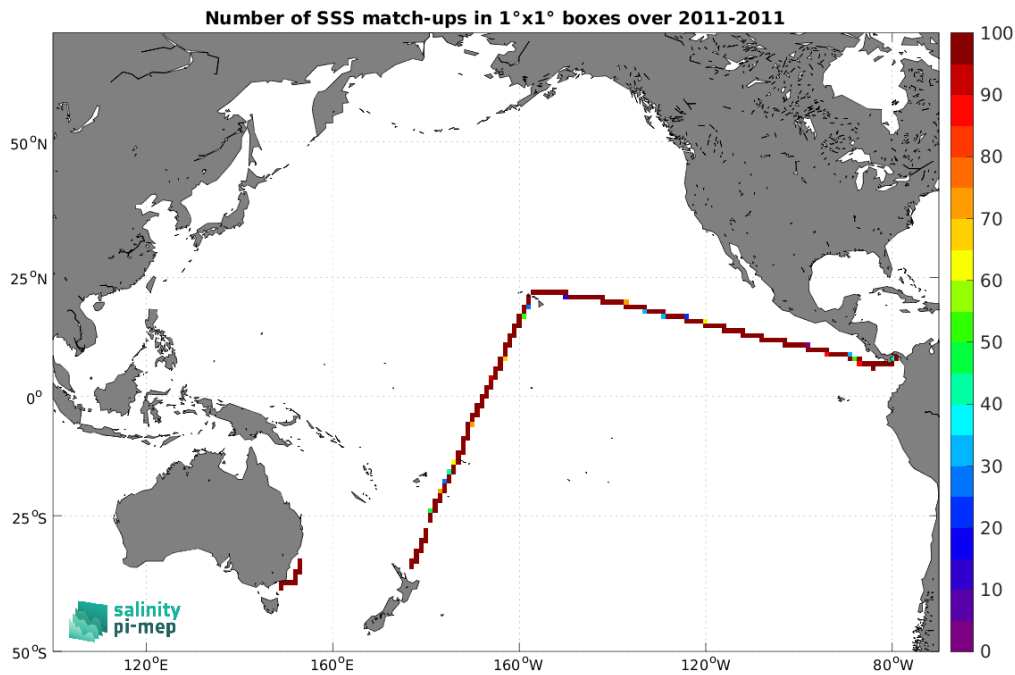 Number of SSS match-ups in 1°x1° boxes over 2011-2011
100
90
80
70
60
50
40
30
20
10
0
50°N
25°N
0°
25°S
50°S
120°E
160°E
160°W
120°W
80°W
salinity
pi-mep